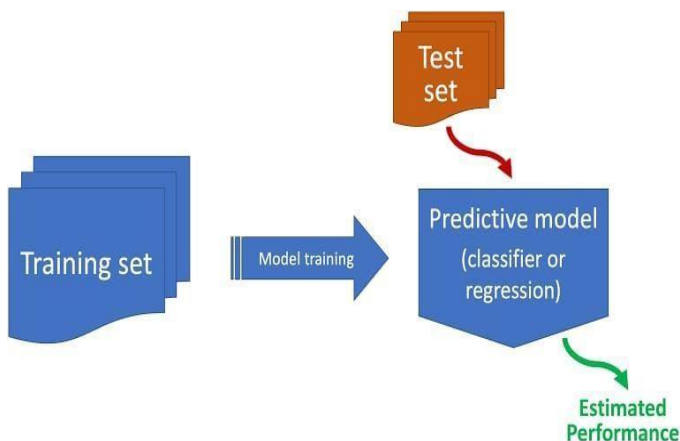 Test
set
Training set
Model training
Predictive model
(classifier or
regression)
Estimated
Performance